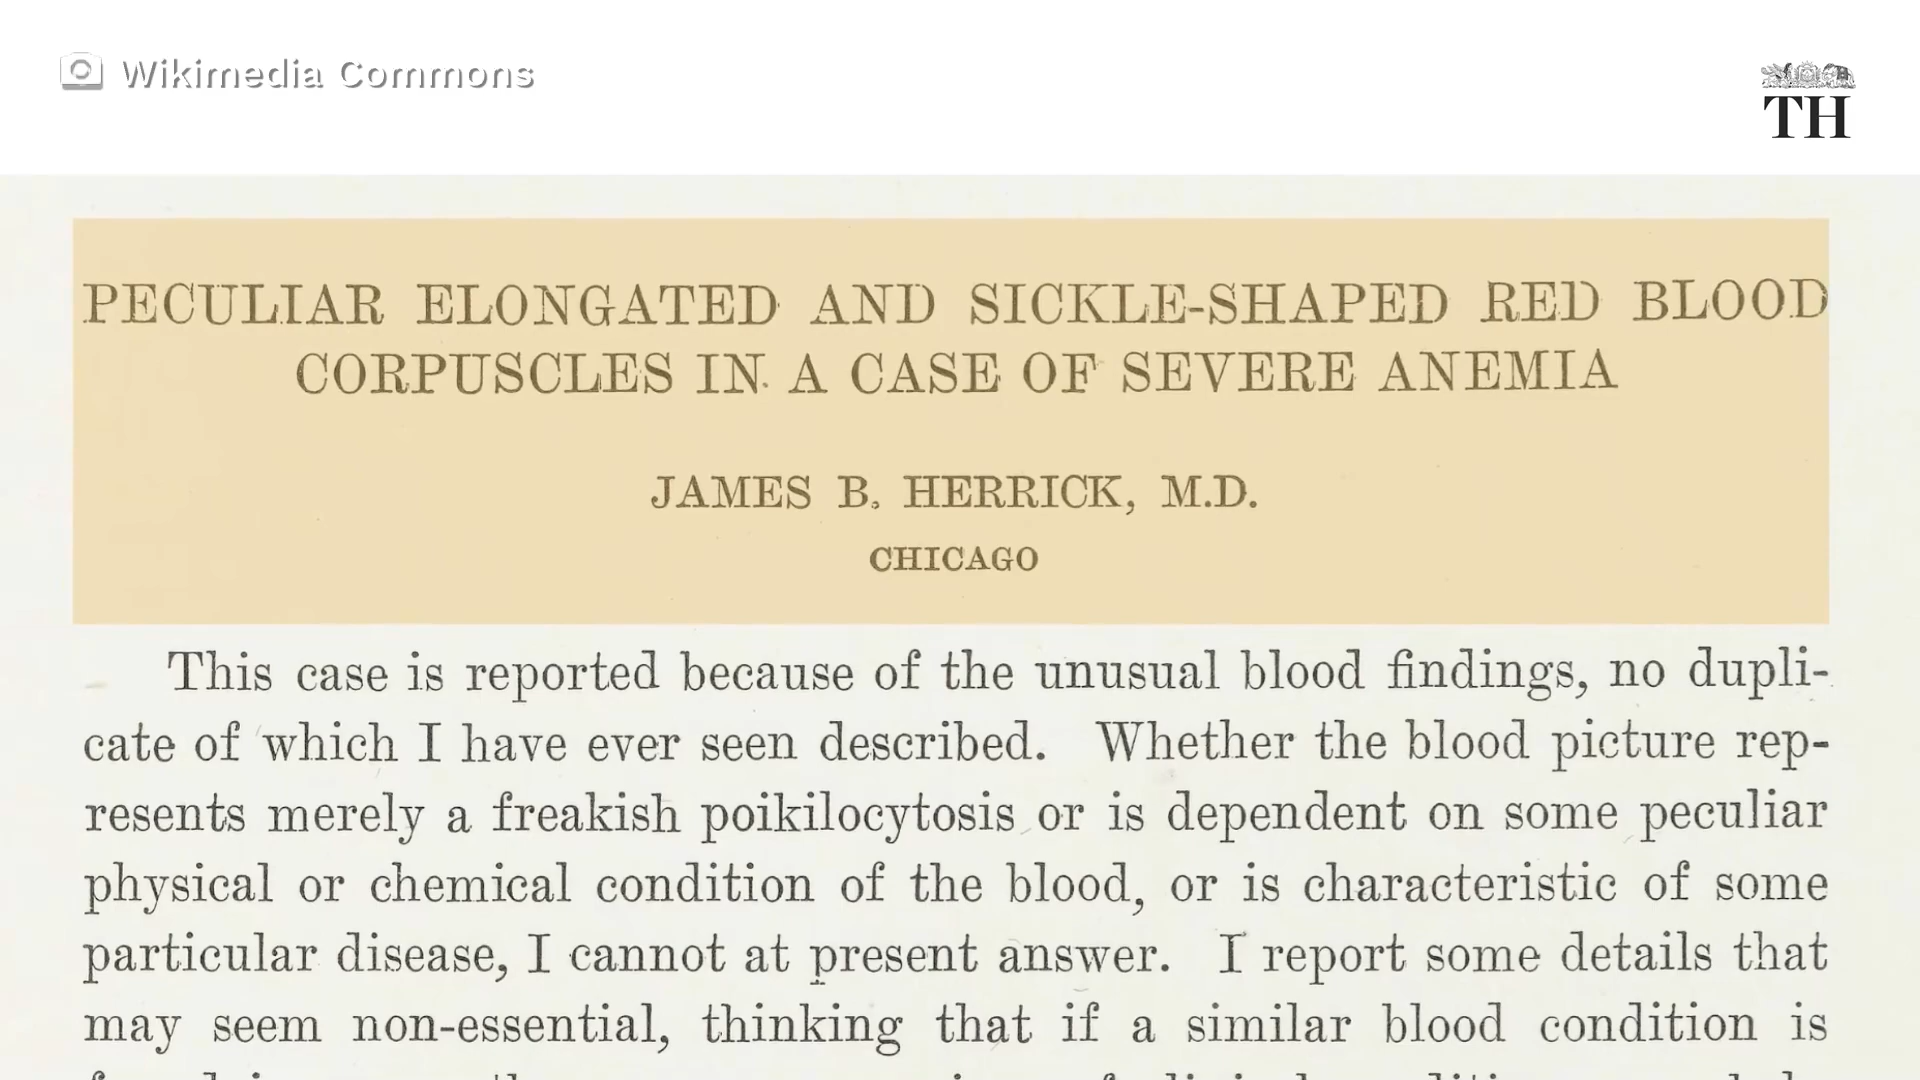 Wikimedia Commons
TH
PECULIAR ELONGATED AND SICKLE-SHAPED RED BLOOD
CORPUSCLES IN A CASE OF SEVERE ANEMIA
JAMES B. HERRICK, M.D.
CHICAGO
This case is reported because of the unusual blood findings, no dupli-
cate of which I have ever seen described. Whether the blood picture rep-
resents merely a freakish poikilocytosis or is dependent on some peculiar
physical or chemical condition of the blood, or is characteristic of some
particular disease, I cannot at present answer. I report some details that
may seem non-essential, thinking that if a similar blood condition is